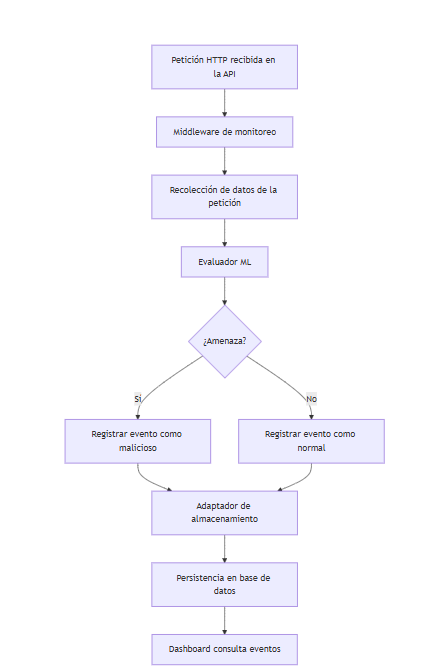 Petición HTTP recibida en
la API
Middleware de monitoreo
Recolección de datos de la
petición
Evaluador ML
¿Amenaza?
Sí
No
Registrar evento como
malicioso
Registrar evento como
normal
Adaptador de
almacenamiento
Persistencia en base de
datos
Dashboard consulta eventos